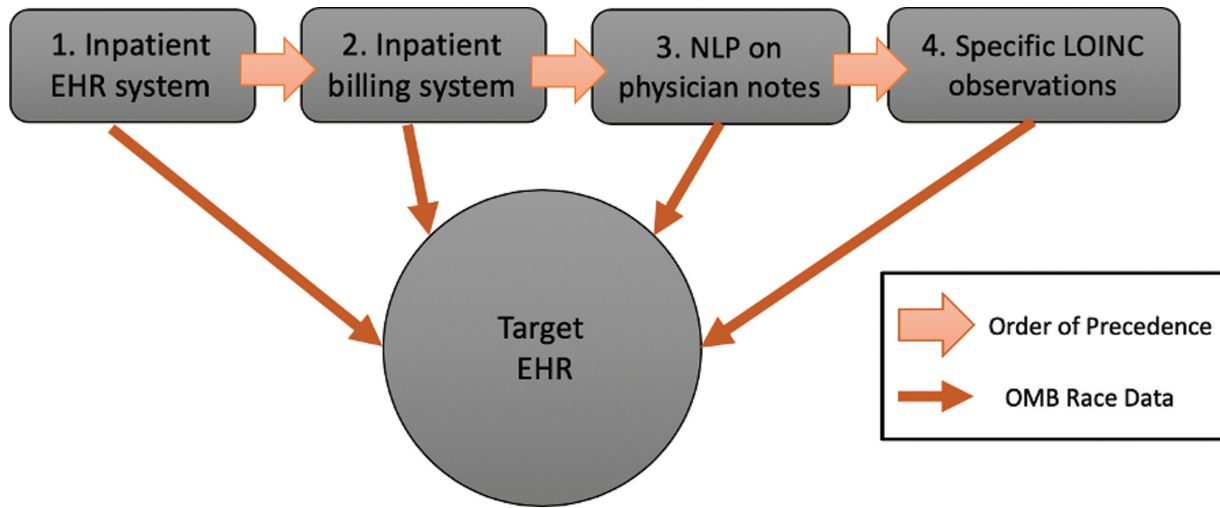 1. Inpatient
EHR system
2. Inpatient
billing system
3. NLP on
physician notes
4. Specific LOINC
observations
Target
EHR
Order of Precedence
OMB Race Data